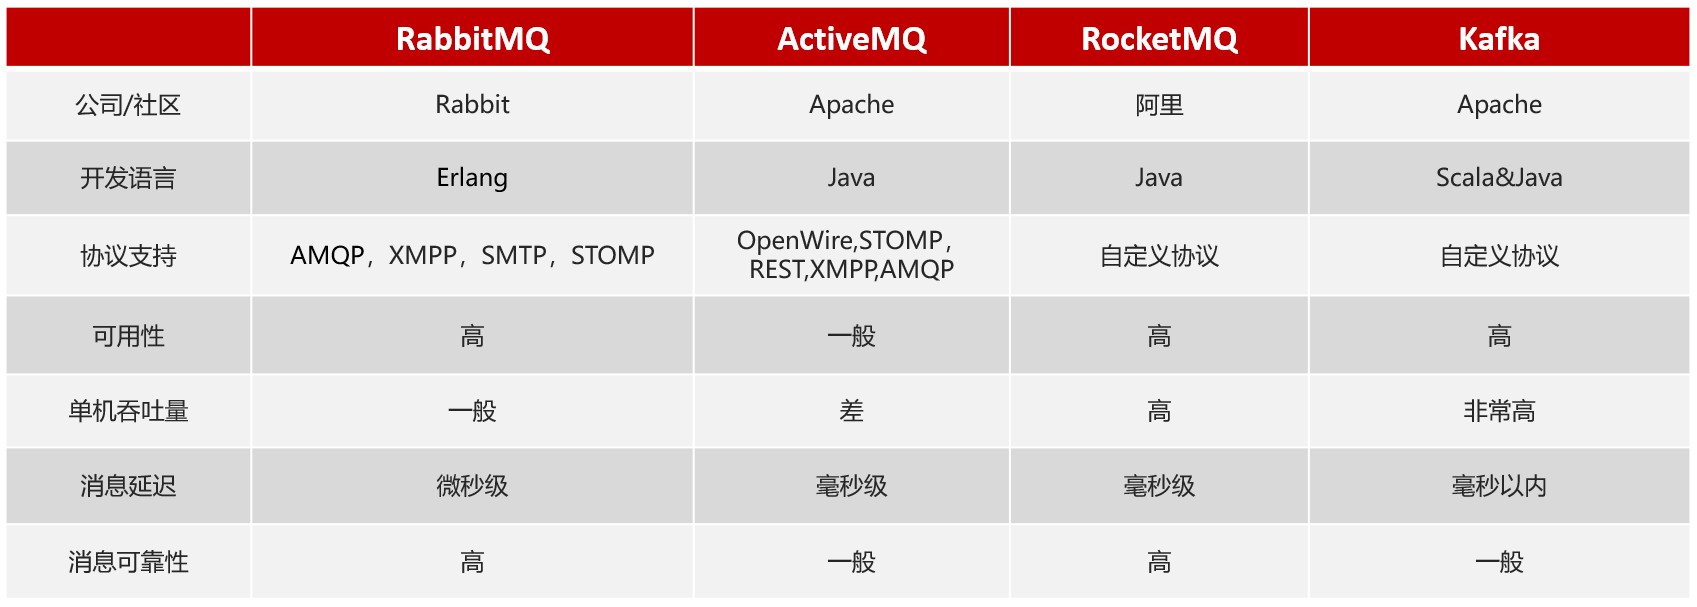 RabbitMQ ActiveMQ RocketMQ Kafka
公司/社区 Rabbit Apache 阿里 Apache
开发语言 Erlang Java Java Scala&Java
协议支持 AMQP，XMPP，SMTP，STOMP OpenWire,STOMP， REST,XMPP,AMQP 自定义协议 自定义协议
可用性 高 一般 高 高
单机吞吐量 一般 差 高 非常高
消息延迟 微秒级 毫秒级 毫秒级 毫秒以内
消息可靠性 高 一般 高 一般